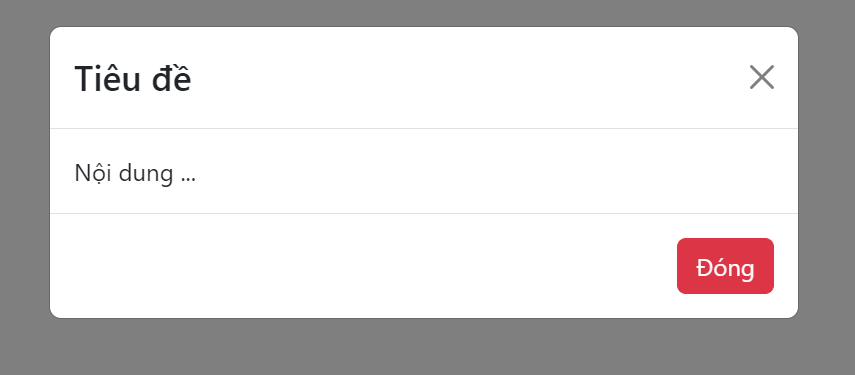 Tiêu đề
Nội dung ...
Đóng